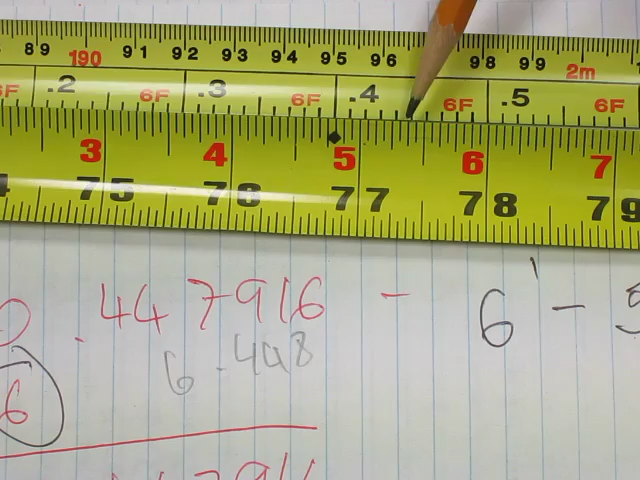 89 190 91 92 93 94 95 96 98 99 2m
6F .2 6F .3 6F .4 6F .5 6F
3 4 5 6 7
75 76 77 78 79
.447916 - 6' -
6.448
6